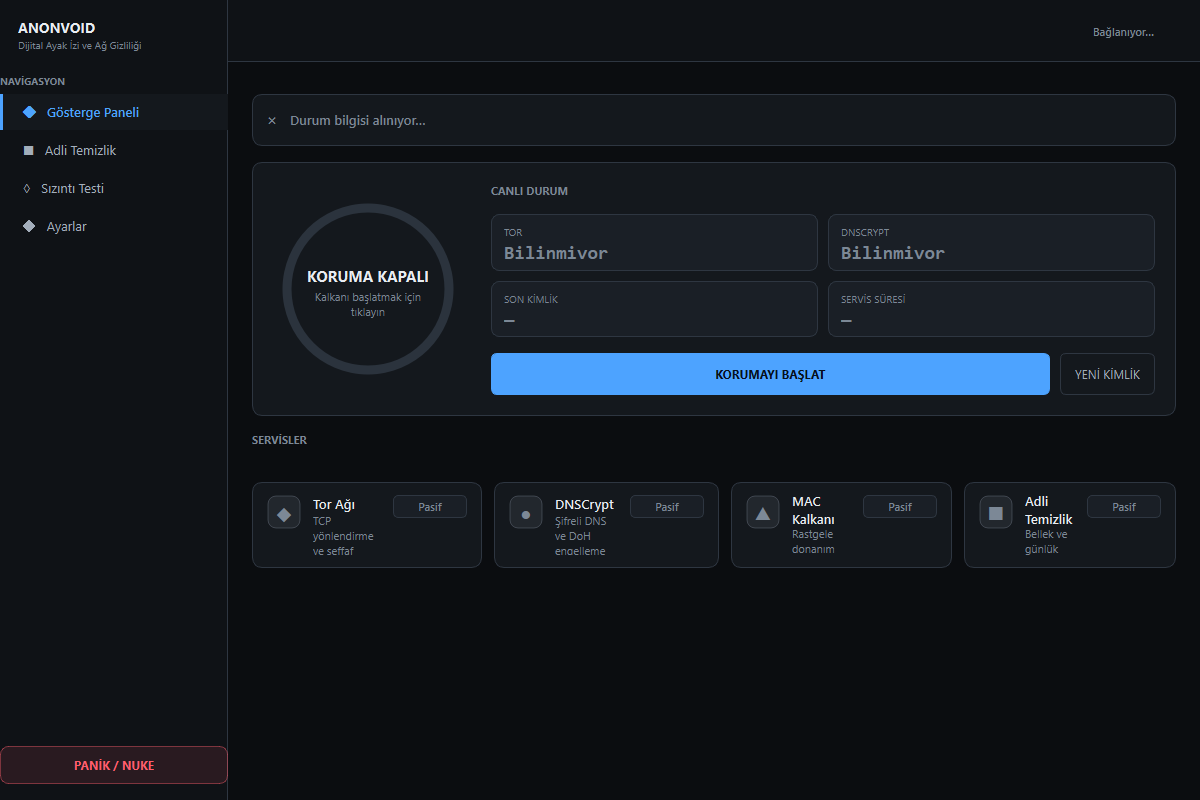 ANONVOID
Dijital Ayak İzi ve Ağ Gizliliği
Bağlanıyor...
NAVİGASYON
Gösterge Paneli
Adli Temizlik
Sızıntı Testi
Ayarlar
× Durum bilgisi alınıyor...
KORUMA KAPALI
Kalkanı başlatmak için
tıklayın
CANLI DURUM
TOR
Bilinmiyor
DNSCRYPT
Bilinmiyor
SON KİMLİK
—
SERVİS SÜRESİ
—
KORUMAYI BAŞLAT
YENİ KİMLİK
SERVİSLER
Tor Ağı
TCP
yönlendirme
ve şeffaf
Pasif
DNSCrypt
Şifreli DNS
ve DoH
engelleme
Pasif
MAC
Kalkanı
Rastgele
donanım
Pasif
Adli
Temizlik
Bellek ve
günlük
Pasif
PANİK / NUKE